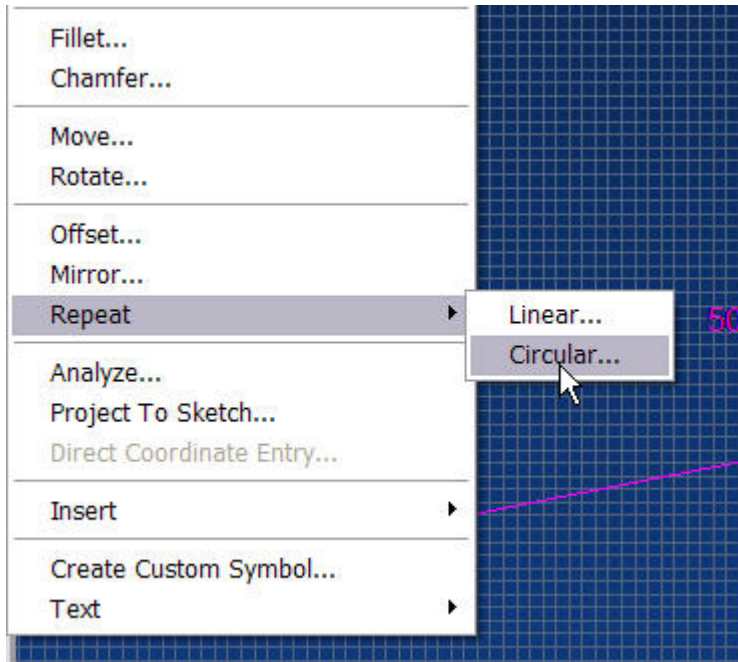 Fillet...
Chamfer...
Move...
Rotate...
Offset...
Mirror...
Repeat
Linear...
50
Circular...
Analyze...
Project To Sketch...
Direct Coordinate Entry...
Insert
Create Custom Symbol...
Text